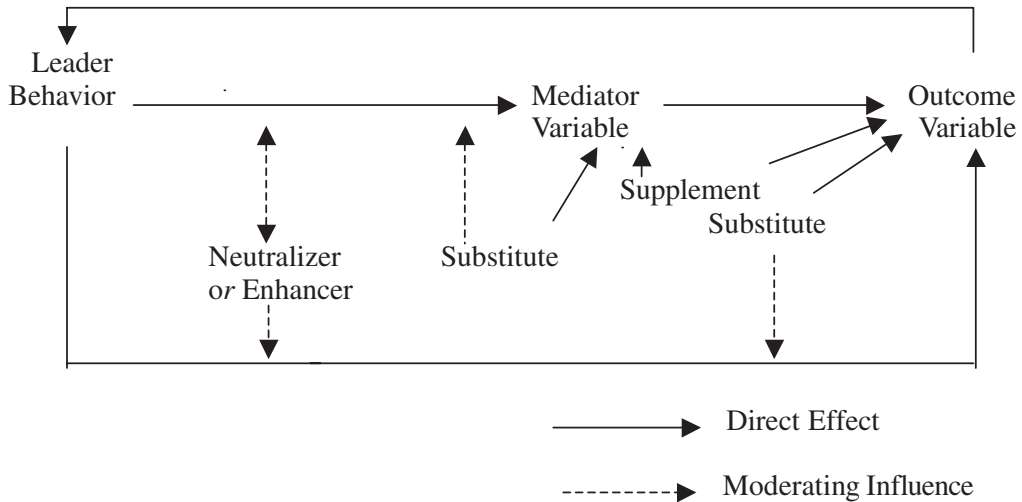 Leader
Behavior
Mediator
Variable
Outcome
Variable
Supplement
Substitute
Neutralizer
or Enhancer
Substitute
Direct Effect
Moderating Influence